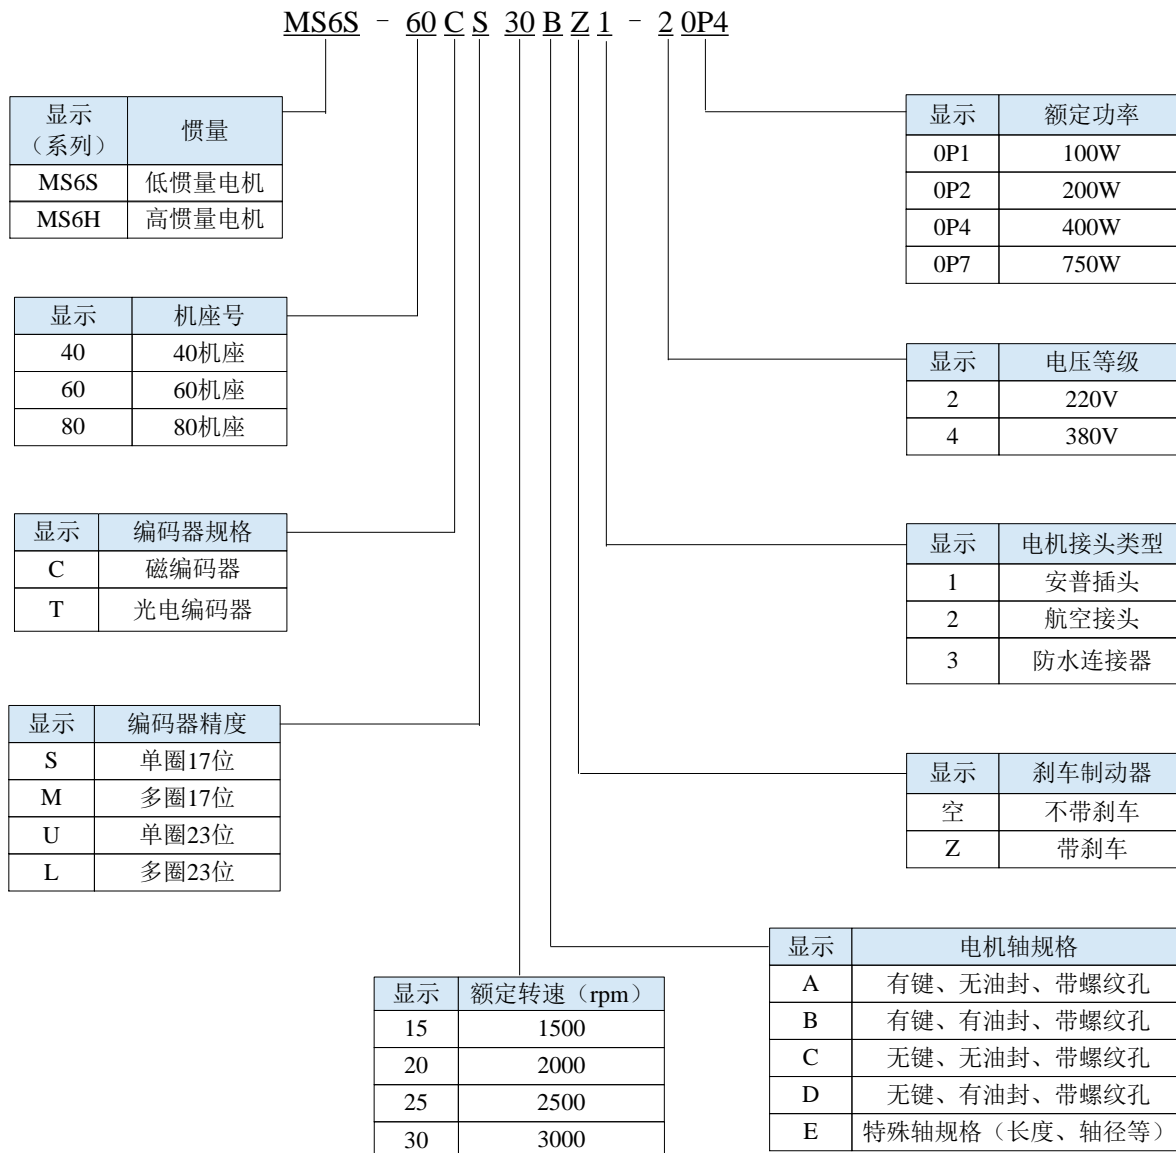 MS6S - 60 C S 30 B Z 1 - 2 0P4
显示
（系列） 惯量
MS6S 低惯量电机
MS6H 高惯量电机
显示 机座号
40 40机座
60 60机座
80 80机座
显示 编码器规格
C 磁编码器
T 光电编码器
显示 编码器精度
S 单圈17位
M 多圈17位
U 单圈23位
L 多圈23位
显示 额定转速（rpm）
15 1500
20 2000
25 2500
30 3000
显示 额定功率
0P1 100W
0P2 200W
0P4 400W
0P7 750W
显示 电压等级
2 220V
4 380V
显示 电机接头类型
1 安普插头
2 航空接头
3 防水连接器
显示 刹车制动器
空 不带刹车
Z 带刹车
显示 电机轴规格
A 有键、无油封、带螺纹孔
B 有键、有油封、带螺纹孔
C 无键、无油封、带螺纹孔
D 无键、有油封、带螺纹孔
E 特殊轴规格（长度、轴径等）